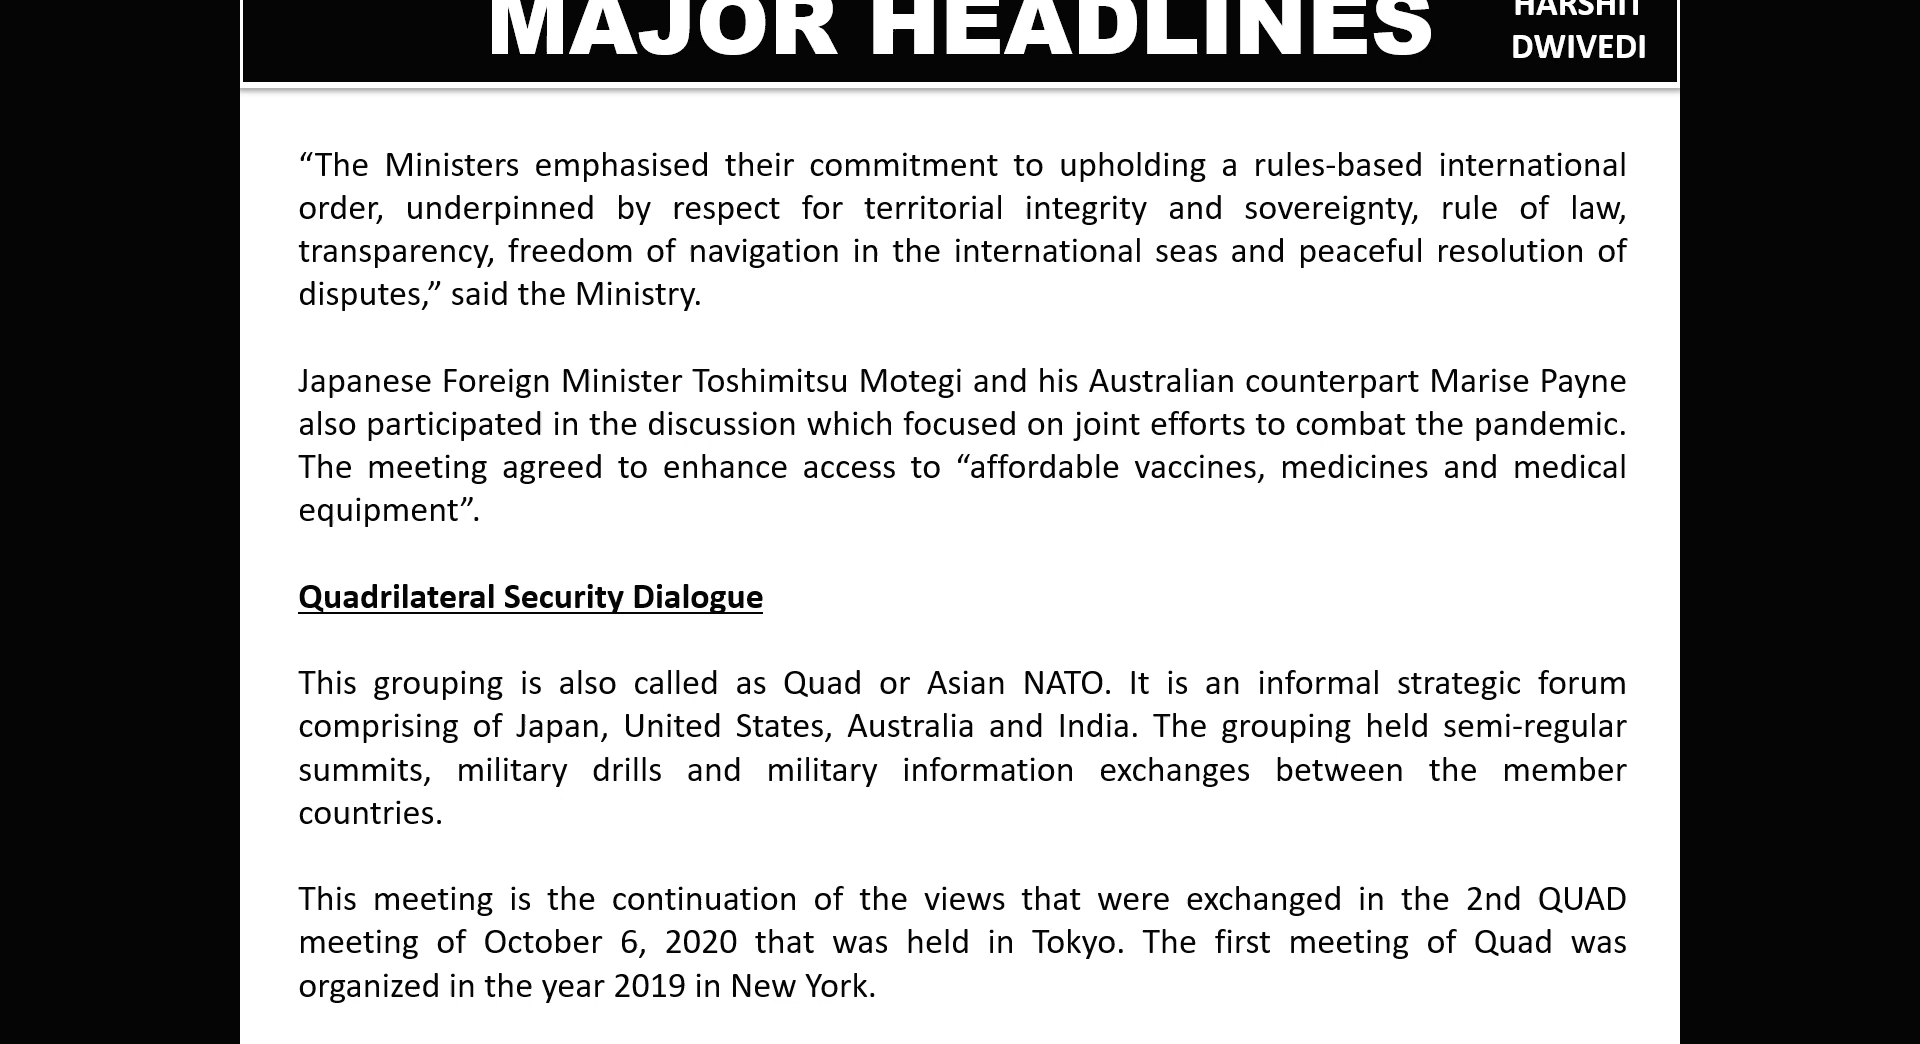 MAJOR HEADLINES
HARSHIT
DWIVEDI
“The Ministers emphasised their commitment to upholding a rules-based international
order, underpinned by respect for territorial integrity and sovereignty, rule of law,
transparency, freedom of navigation in the international seas and peaceful resolution of
disputes,” said the Ministry.
Japanese Foreign Minister Toshimitsu Motegi and his Australian counterpart Marise Payne
also participated in the discussion which focused on joint efforts to combat the pandemic.
The meeting agreed to enhance access to “affordable vaccines, medicines and medical
equipment”.
Quadrilateral Security Dialogue
This grouping is also called as Quad or Asian NATO. It is an informal strategic forum
comprising of Japan, United States, Australia and India. The grouping held semi-regular
summits, military drills and military information exchanges between the member
countries.
This meeting is the continuation of the views that were exchanged in the 2nd QUAD
meeting of October 6, 2020 that was held in Tokyo. The first meeting of Quad was
organized in the year 2019 in New York.